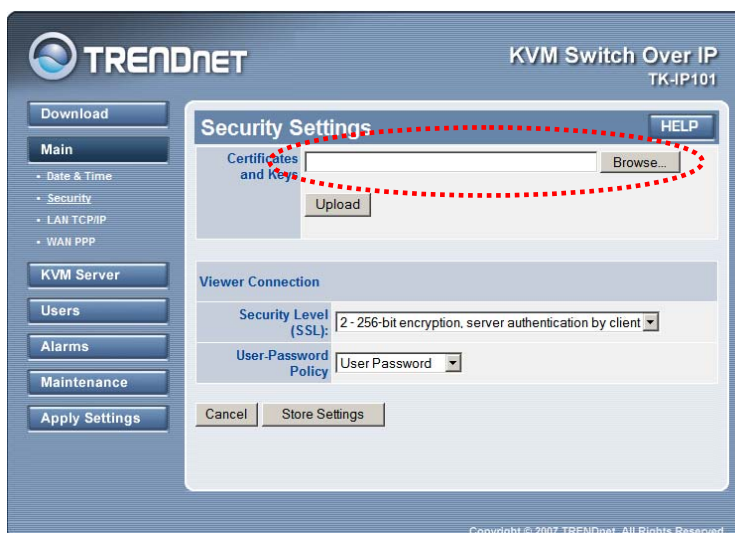 TRENDnet
KVM Switch Over IP
TK-IP101
Download
Main
• Date & Time
• Security
• LAN TCP/IP
• WAN PPP
KVM Server
Users
Alarms
Maintenance
Apply Settings
Security Settings
HELP
Certificates and Keys
Browse...
Upload
Viewer Connection
Security Level (SSL):
2 - 256-bit encryption, server authentication by client
User-Password Policy
User Password
Cancel
Store Settings
Copyright © 2007 TRENDnet. All Rights Reserved.